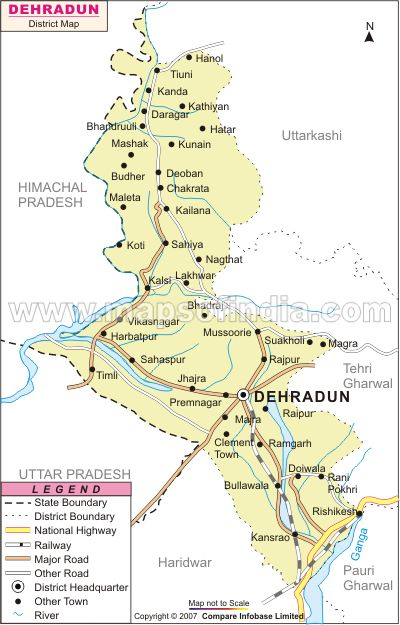 DEHRADUN
District Map
N
Hanol
Tiuni
Kanda
Kathiyan
Daragar
Bhandruuli
Hatar
Uttarkashi
Mashak
Kunain
Budher
Deoban
HIMACHAL
PRADESH
Chakrata
Maleta
Kailana
Koti
Sahiya
Nagthat
Kalsi
Lakhwar
Bhadraj
www.mapsofindia.com
Vikasnagar
Mussoorie
Harbatpur
Suakholi
Magra
Sahaspur
Rajpur
Tehri
Gharwal
Timli
Jhajra
DEHRADUN
Premnagar
Raipur
Majra
Clement
Town
Ramgarh
UTTAR PRADESH
Doiwala
Rani
Pokhri
Bullawala
Rishikesh
LEGEND
State Boundary
District Boundary
National Highway
Railway
Major Road
Other Road
District Headquarter
Other Town
River
Kansrao
Ganga
Haridwar
Pauri
Gharwal
Map not to Scale
Copyright © 2007 Compare Infobase Limited